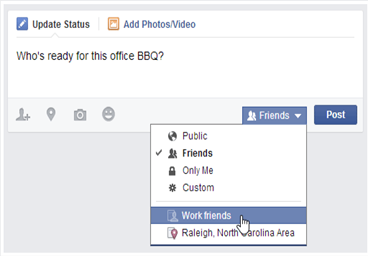 Update Status Add Photos/Video
Who's ready for this office BBQ?
Friends Post
Public
Friends
Only Me
Custom
Work friends
Raleigh, North Carolina Area